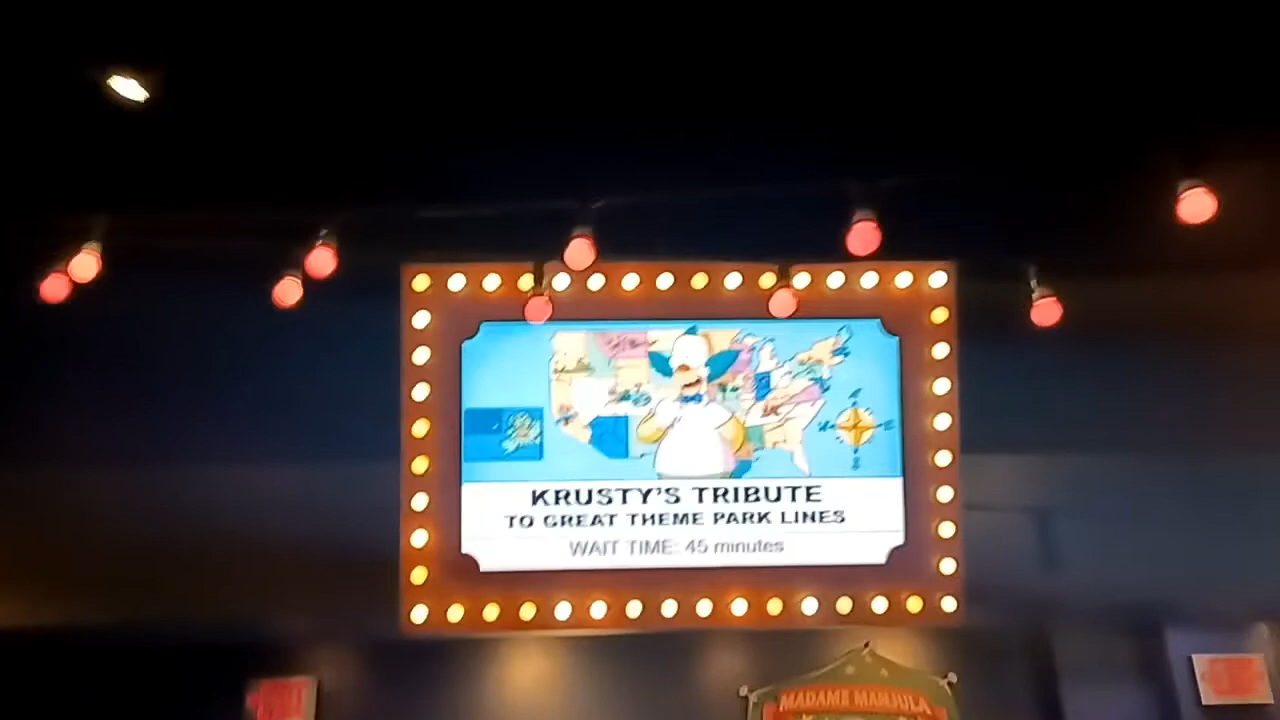 KRUSTY'S TRIBUTE
TO GREAT THEME PARK LINES
WAIT TIME: 45 minutes
MADAME MANJULA